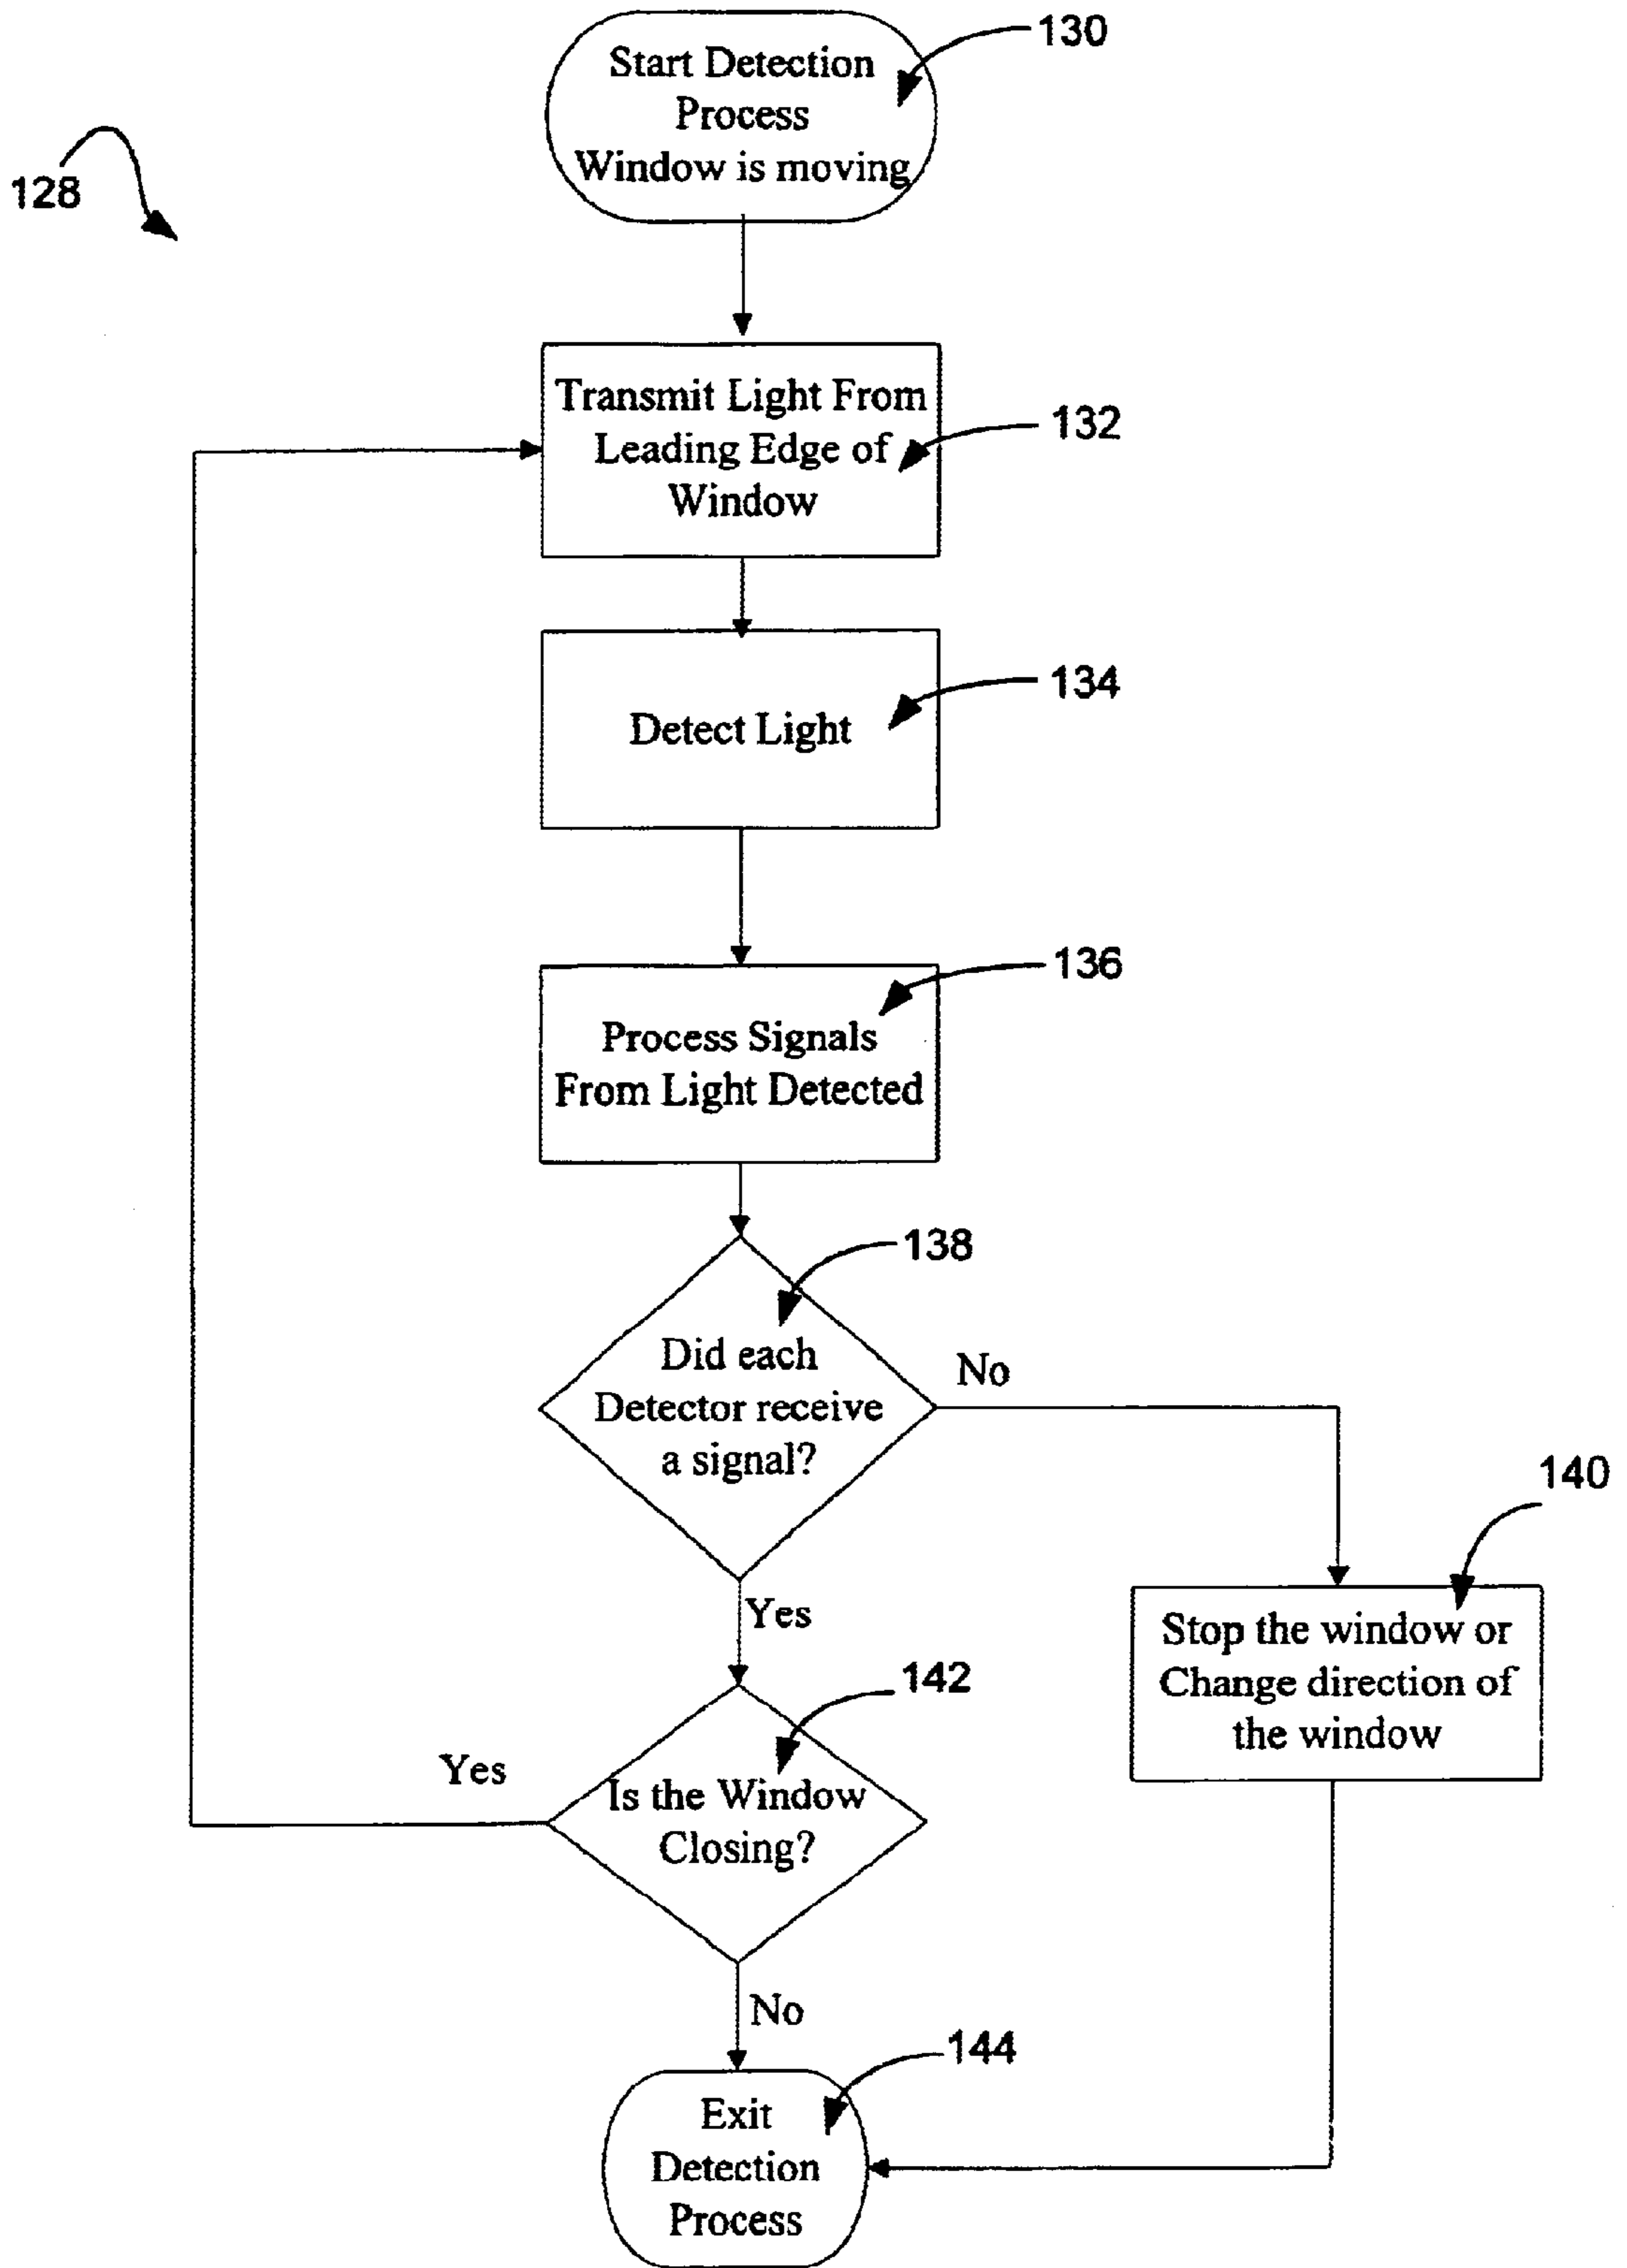 130
Start Detection
Process
Window is moving
128
Transmit Light From
Leading Edge of
Window
132
Detect Light
134
136
Process Signals
From Light Detected
138
Did each
Detector receive
a signal?
No
140
Yes
Stop the window or
Change direction of
the window
142
Yes
Is the Window
Closing?
No
144
Exit
Detection
Process